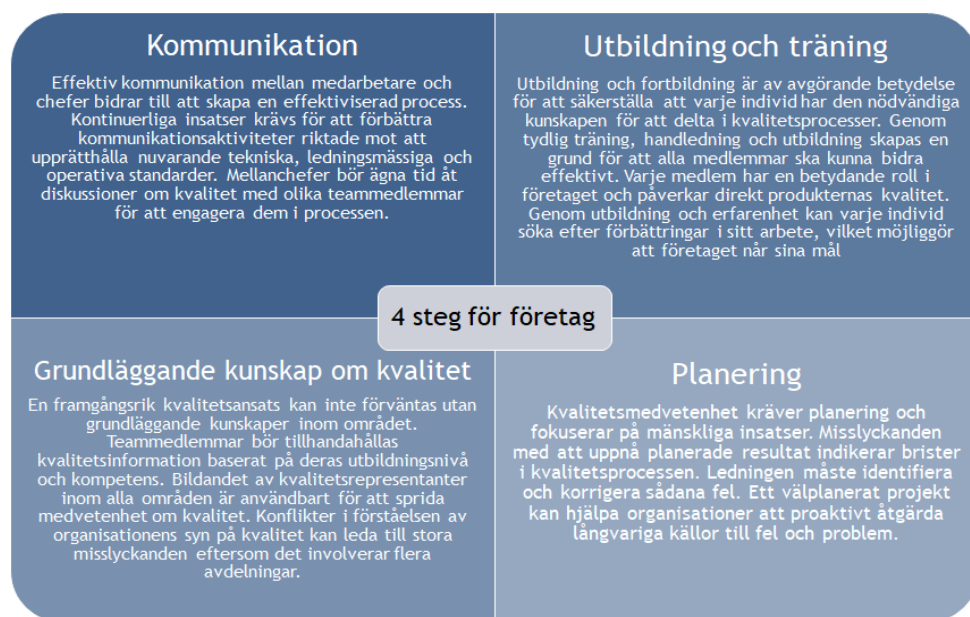 Kommunikation
Effektiv kommunikation mellan medarbetare och
chefer bidrar till att skapa en effektiviserad process.
Kontinuerliga insatser krävs för att förbättra
kommunikationsaktiviteter riktade mot att
upprätthålla nuvarande tekniska, ledningsmässiga och
operativa standarder. Mellanchefer bör ägna tid åt
diskussioner om kvalitet med olika teammedlemmar
för att engagera dem i processen.
Utbildning och träning
Utbildning och fortbildning är av avgörande betydelse
för att säkerställa att varje individ har den nödvändiga
kunskapen för att delta i kvalitetsprocesser. Genom
tydlig träning, handledning och utbildning skapas en
grund för att alla medlemmar ska kunna bidra
effektivt. Varje medlem har en betydande roll i
företaget och påverkar direkt produkternas kvalitet.
Genom utbildning och erfarenhet kan varje individ
söka efter förbättringar i sitt arbete, vilket möjliggör
att företaget når sina mål
4 steg för företag
Grundläggande kunskap om kvalitet
En framgångsrik kvalitetsansats kan inte förväntas utan
grundläggande kunskaper inom området.
Teammedlemmar bör tillhandahållas
kvalitetsinformation baserat på deras utbildningsnivå
och kompetens. Bildandet av kvalitetsrepresentanter
inom alla områden är användbart för att sprida
medvetenhet om kvalitet. Konflikter i förståelsen av
organisationens syn på kvalitet kan leda till stora
misslyckanden eftersom det involverar flera
avdelningar.
Planering
Kvalitetsmedvetenhet kräver planering och
fokuserar på mänskliga insatser. Misslyckanden
med att uppnå planerade resultat indikerar brister
i kvalitetsprocessen. Ledningen måste identifiera
och korrigera sådana fel. Ett välplanerat projekt
kan hjälpa organisationer att proaktivt åtgärda
långvariga källor till fel och problem.